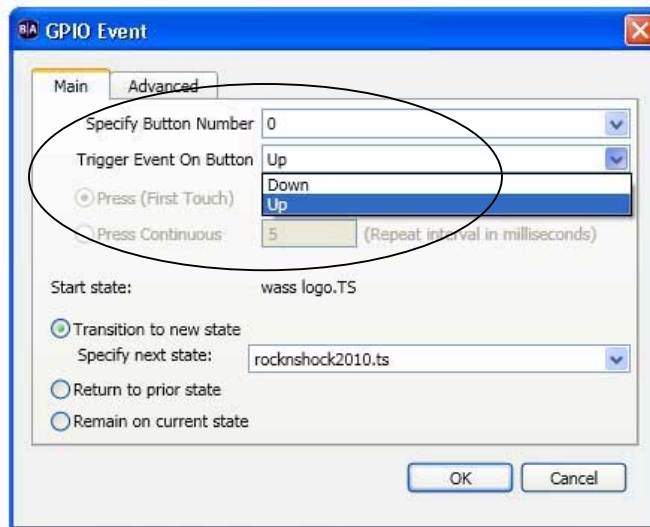 B|A GPIO Event
Main Advanced
Specify Button Number 0
Trigger Event On Button Up
Down
Up
Press (First Touch)
Press Continuous 5 (Repeat interval in milliseconds)
Start state: wass logo.TS
Transition to new state
Specify next state: rocknshock2010.ts
Return to prior state
Remain on current state
OK Cancel